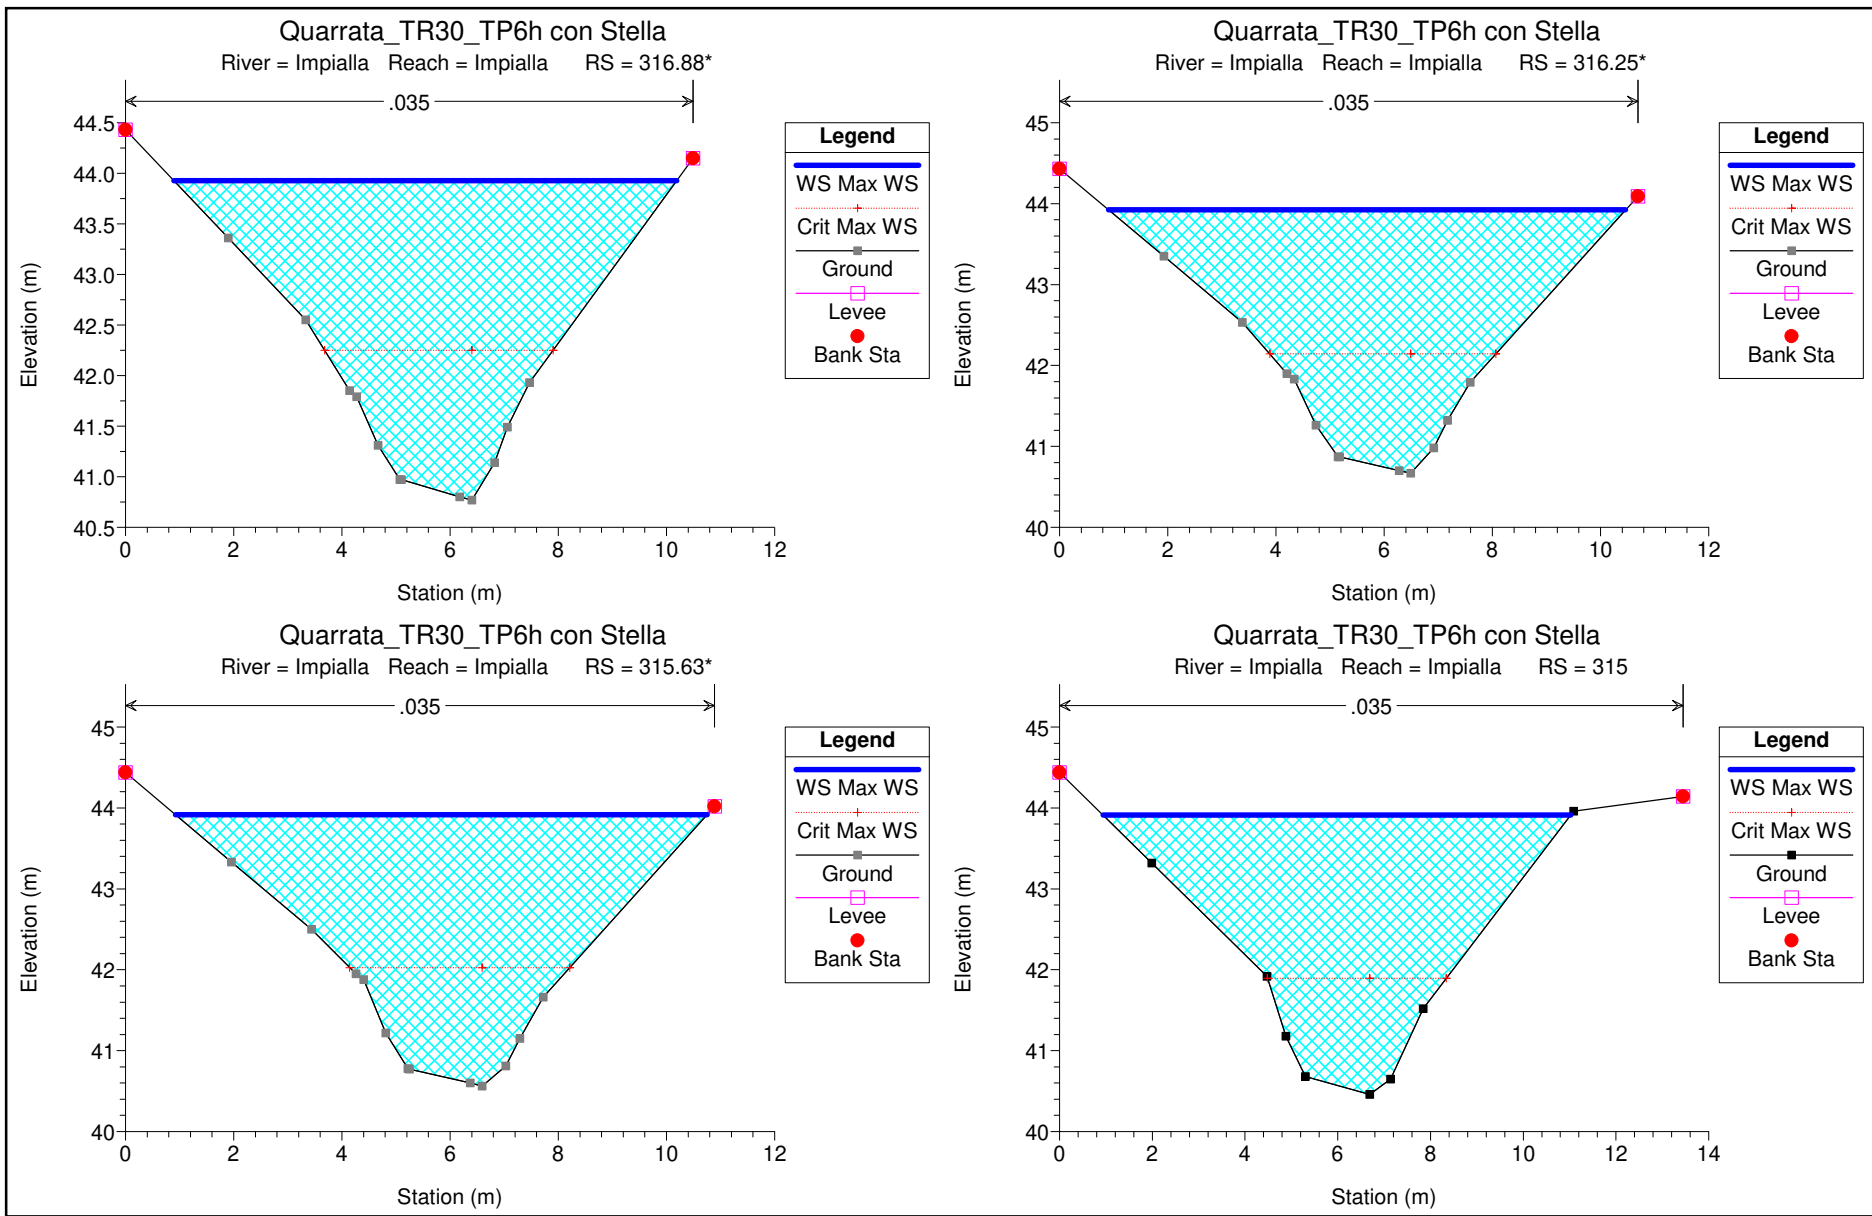 Quarrata_TR30_TP6h con Stella
River = Impialla Reach = Impialla RS = 316.88*
.035
44.5
44.0
43.5
43.0
42.5
42.0
41.5
41.0
40.5
0 2 4 6 8 10 12
Elevation (m)
Station (m)
Legend
WS Max WS
Crit Max WS
Ground
Levee
Bank Sta
Quarrata_TR30_TP6h con Stella
River = Impialla Reach = Impialla RS = 316.25*
.035
45
44
43
42
41
40
0 2 4 6 8 10 12
Elevation (m)
Station (m)
Legend
WS Max WS
Crit Max WS
Ground
Levee
Bank Sta
Quarrata_TR30_TP6h con Stella
River = Impialla Reach = Impialla RS = 315.63*
.035
45
44
43
42
41
40
0 2 4 6 8 10 12
Elevation (m)
Station (m)
Legend
WS Max WS
Crit Max WS
Ground
Levee
Bank Sta
Quarrata_TR30_TP6h con Stella
River = Impialla Reach = Impialla RS = 315
.035
45
44
43
42
41
40
0 2 4 6 8 10 12 14
Elevation (m)
Station (m)
Legend
WS Max WS
Crit Max WS
Ground
Levee
Bank Sta